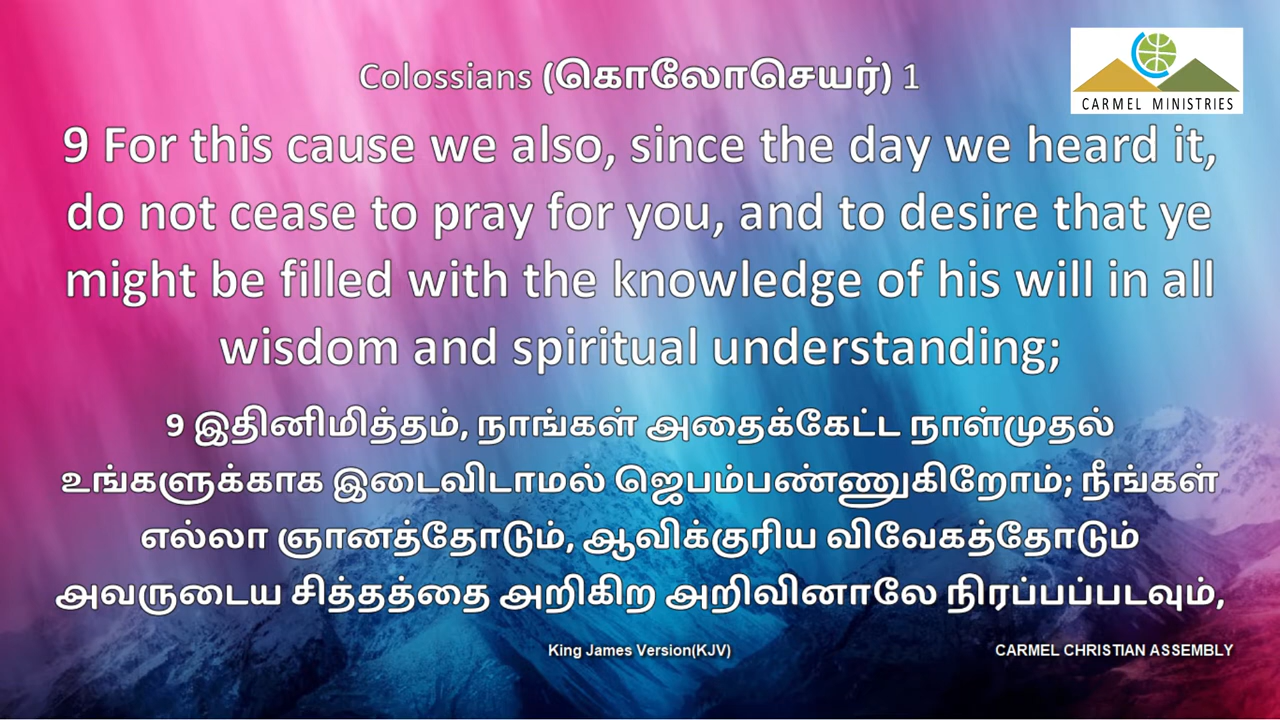 Colossians (கொலோசெயர்) 1
CARMEL MINISTRIES
9 For this cause we also, since the day we heard it,
do not cease to pray for you, and to desire that ye
might be filled with the knowledge of his will in all
wisdom and spiritual understanding;
9 இதினிமித்தம், நாங்கள் அதைக்கேட்ட நாள்முதல்
உங்களுக்காக இடைவிடாமல் ஜெபம்பண்ணுகிறோம்; நீங்கள்
எல்லா ஞானத்தோடும், ஆவிக்குரிய விவேகத்தோடும்
அவருடைய சித்தத்தை அறிகிற அறிவினாலே நிரப்பப்படவும்,
King James Version(KJV)
CARMEL CHRISTIAN ASSEMBLY